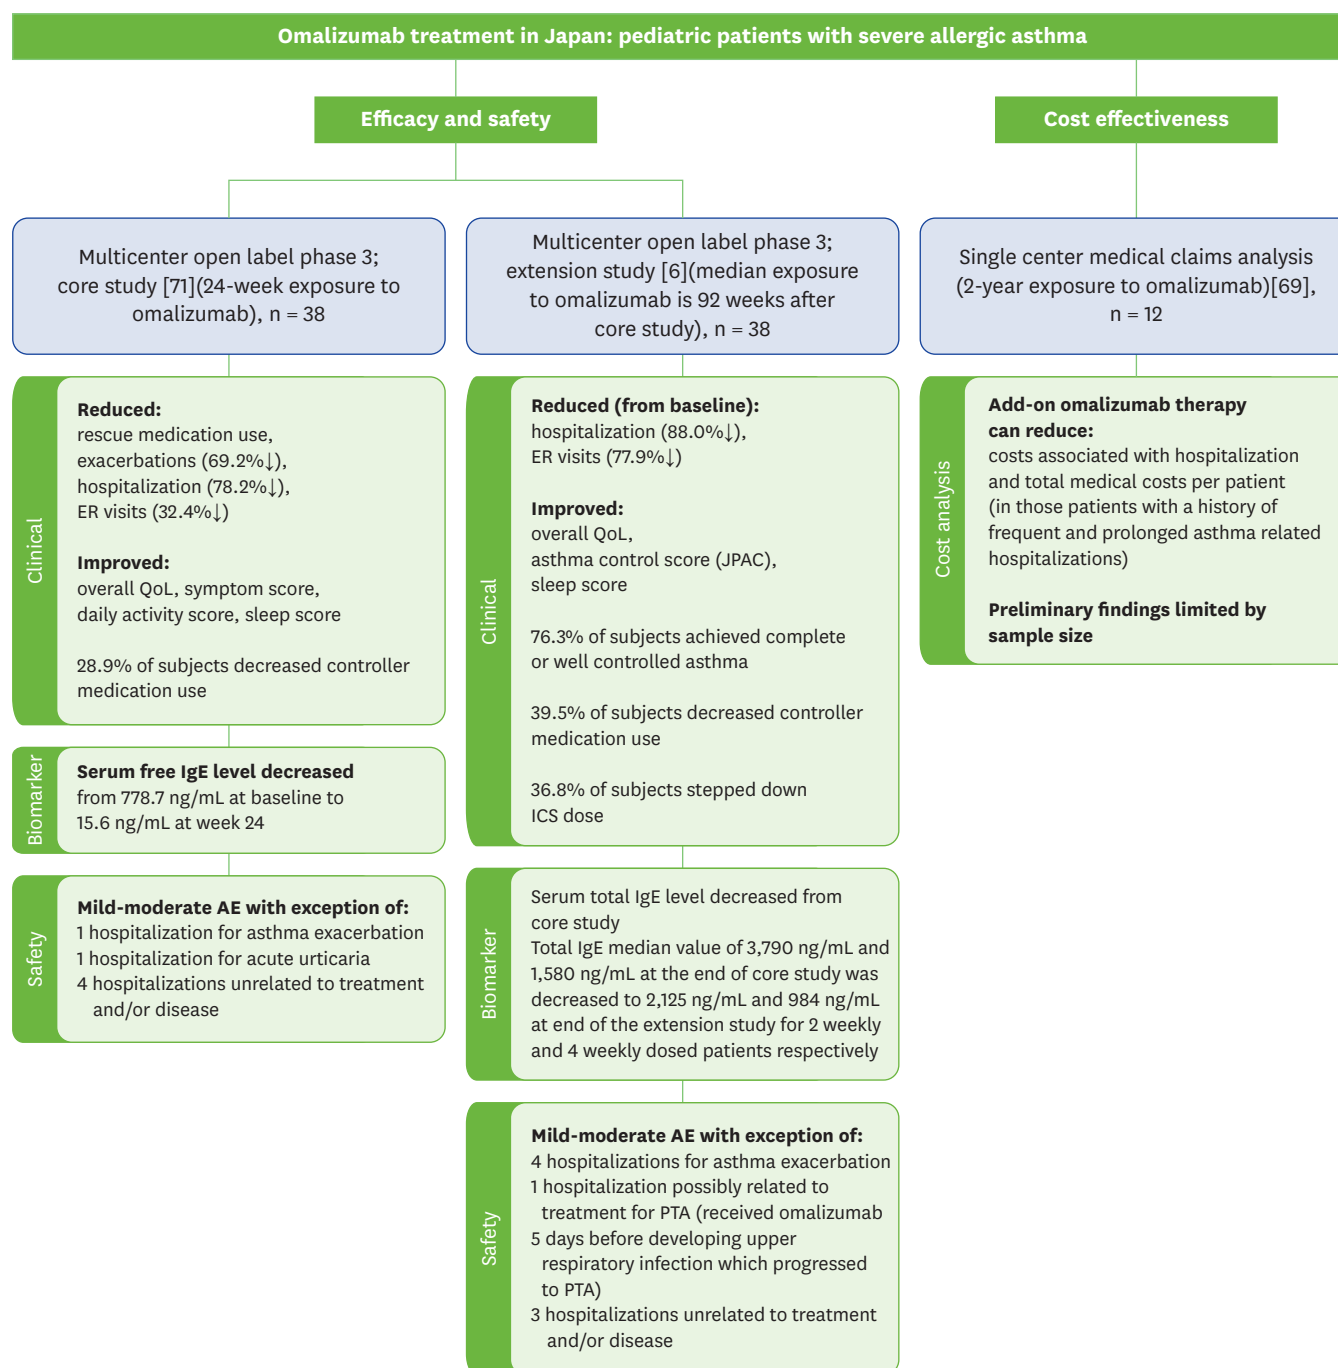 Omalizumab treatment in Japan: pediatric patients with severe allergic asthma
Efficacy and safety
Cost effectiveness
Multicenter open label phase 3;
core study [71](24-week exposure to
omalizumab), n = 38
Multicenter open label phase 3;
extension study [6](median exposure
to omalizumab is 92 weeks after
core study), n = 38
Single center medical claims analysis
(2-year exposure to omalizumab)[69],
n = 12
Clinical
Reduced:
rescue medication use,
exacerbations (69.2%↓),
hospitalization (78.2%↓),
ER visits (32.4%↓)
Improved:
overall QoL, symptom score,
daily activity score, sleep score
28.9% of subjects decreased controller
medication use
Biomarker
Serum free IgE level decreased
from 778.7 ng/mL at baseline to
15.6 ng/mL at week 24
Safety
Mild-moderate AE with exception of:
1 hospitalization for asthma exacerbation
1 hospitalization for acute urticaria
4 hospitalizations unrelated to treatment
and/or disease
Clinical
Reduced (from baseline):
hospitalization (88.0%↓),
ER visits (77.9%↓)
Improved:
overall QoL,
asthma control score (JPAC),
sleep score
76.3% of subjects achieved complete
or well controlled asthma
39.5% of subjects decreased controller
medication use
36.8% of subjects stepped down
ICS dose
Biomarker
Serum total IgE level decreased from
core study
Total IgE median value of 3,790 ng/mL and
1,580 ng/mL at the end of core study was
decreased to 2,125 ng/mL and 984 ng/mL
at end of the extension study for 2 weekly
and 4 weekly dosed patients respectively
Safety
Mild-moderate AE with exception of:
4 hospitalizations for asthma exacerbation
1 hospitalization possibly related to
treatment for PTA (received omalizumab
5 days before developing upper
respiratory infection which progressed
to PTA)
3 hospitalizations unrelated to treatment
and/or disease
Cost analysis
Add-on omalizumab therapy
can reduce:
costs associated with hospitalization
and total medical costs per patient
(in those patients with a history of
frequent and prolonged asthma related
hospitalizations)
Preliminary findings limited by
sample size